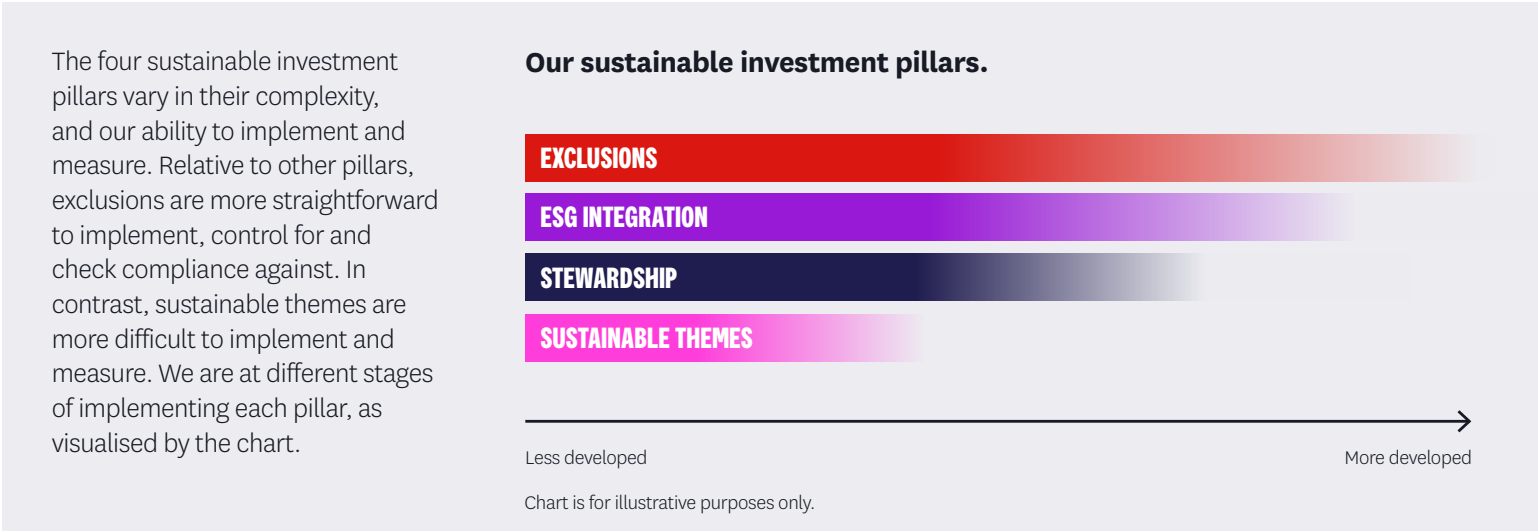 The four sustainable investment
pillars vary in their complexity,
and our ability to implement and
measure. Relative to other pillars,
exclusions are more straightforward
to implement, control for and
check compliance against. In
contrast, sustainable themes are
more difficult to implement and
measure. We are at different stages
of implementing each pillar, as
visualised by the chart.
Our sustainable investment pillars.
EXCLUSIONS
ESG INTEGRATION
STEWARDSHIP
SUSTAINABLE THEMES
Less developed
More developed
Chart is for illustrative purposes only.